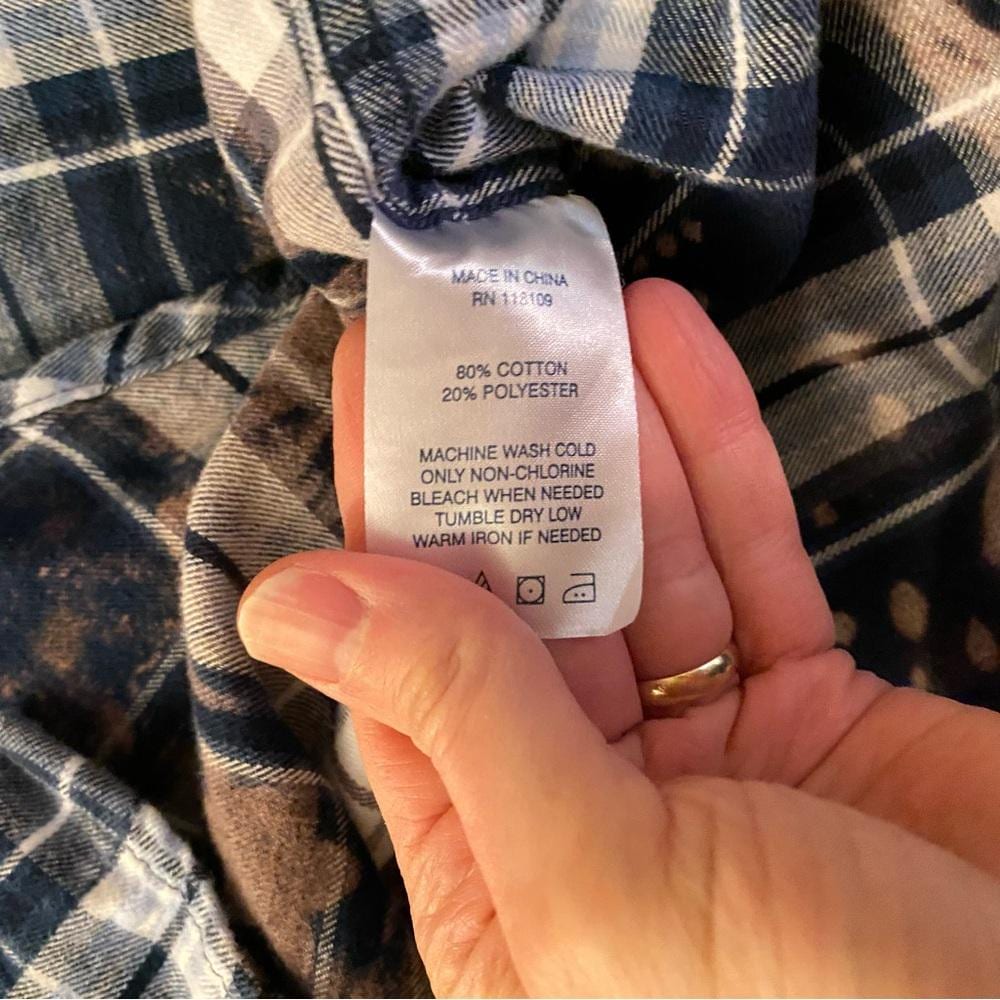 MADE IN CHINA
RN 118109
80% COTTON
20% POLYESTER
MACHINE WASH COLD
ONLY NON-CHLORINE
BLEACH WHEN NEEDED
TUMBLE DRY LOW
WARM IRON IF NEEDED